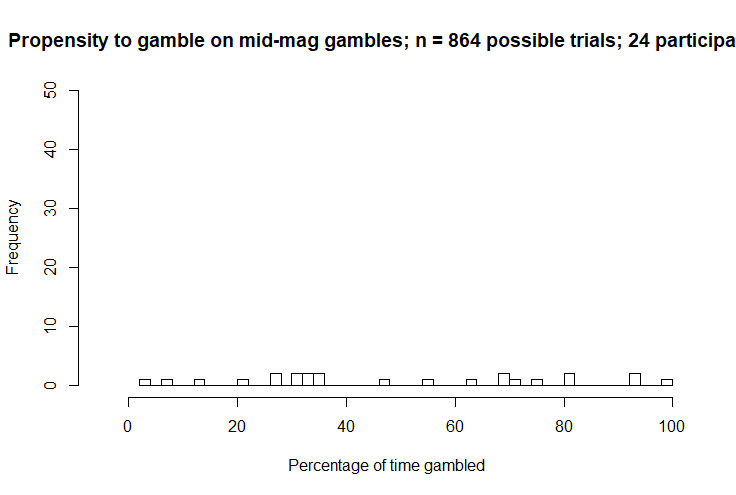 Propensity to gamble on mid-mag gambles; n = 864 possible trials; 24 participa
50
40
30
20
10
0
Frequency
0 20 40 60 80 100
Percentage of time gambled